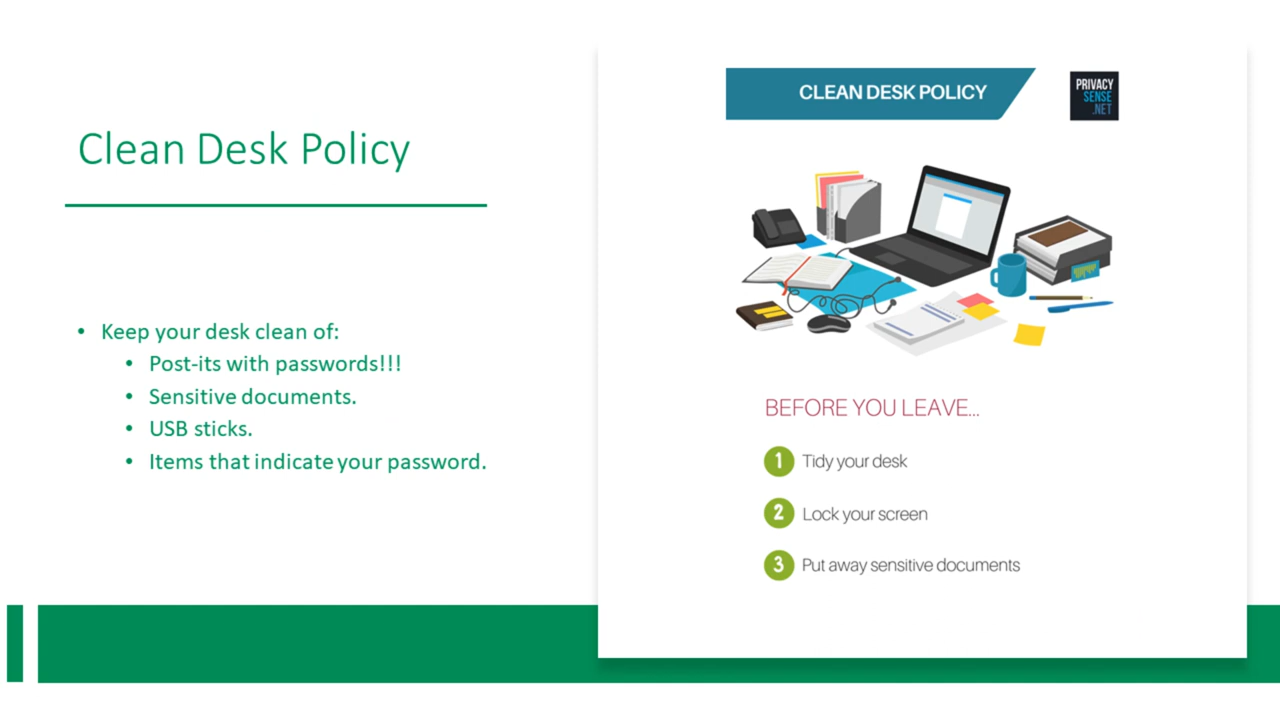 Clean Desk Policy
• Keep your desk clean of:
• Post-its with passwords!!!
• Sensitive documents.
• USB sticks.
• Items that indicate your password.
CLEAN DESK POLICY
PRIVACY
SENSE
.NET
BEFORE YOU LEAVE...
1 Tidy your desk
2 Lock your screen
3 Put away sensitive documents